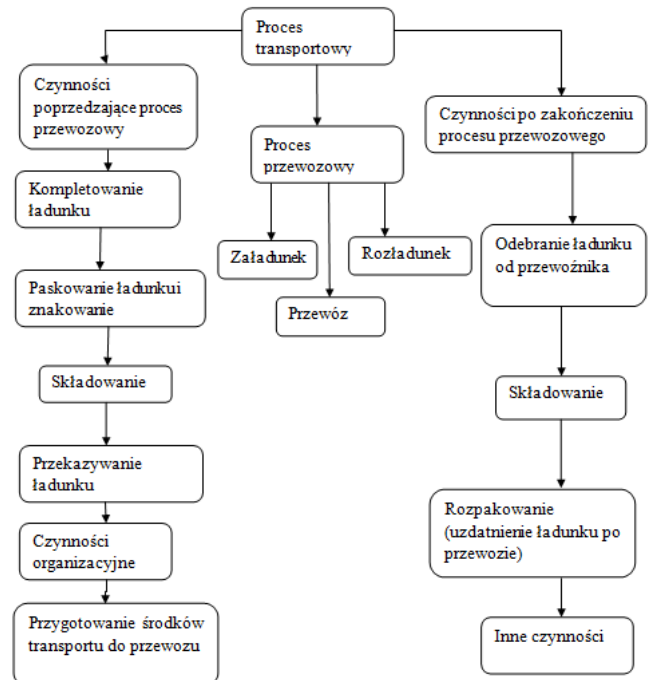 Proces
transportowy
Czynności
poprzedzające proces
przewozowy
Kompletowanie
ładunku
Paskowanie ładunku i
znakowanie
Składowanie
Przekazywanie
ładunku
Czynności
organizacyjne
Przygotowanie środków
transportu do przewozu
Proces
przewozowy
Załadunek
Przewóz
Rozładunek
Czynności po zakończeniu
procesu przewozowego
Odebranie ładunku
od przewoźnika
Składowanie
Rozpakowanie
(uzdatnienie ładunku po
przewozie)
Inne czynności